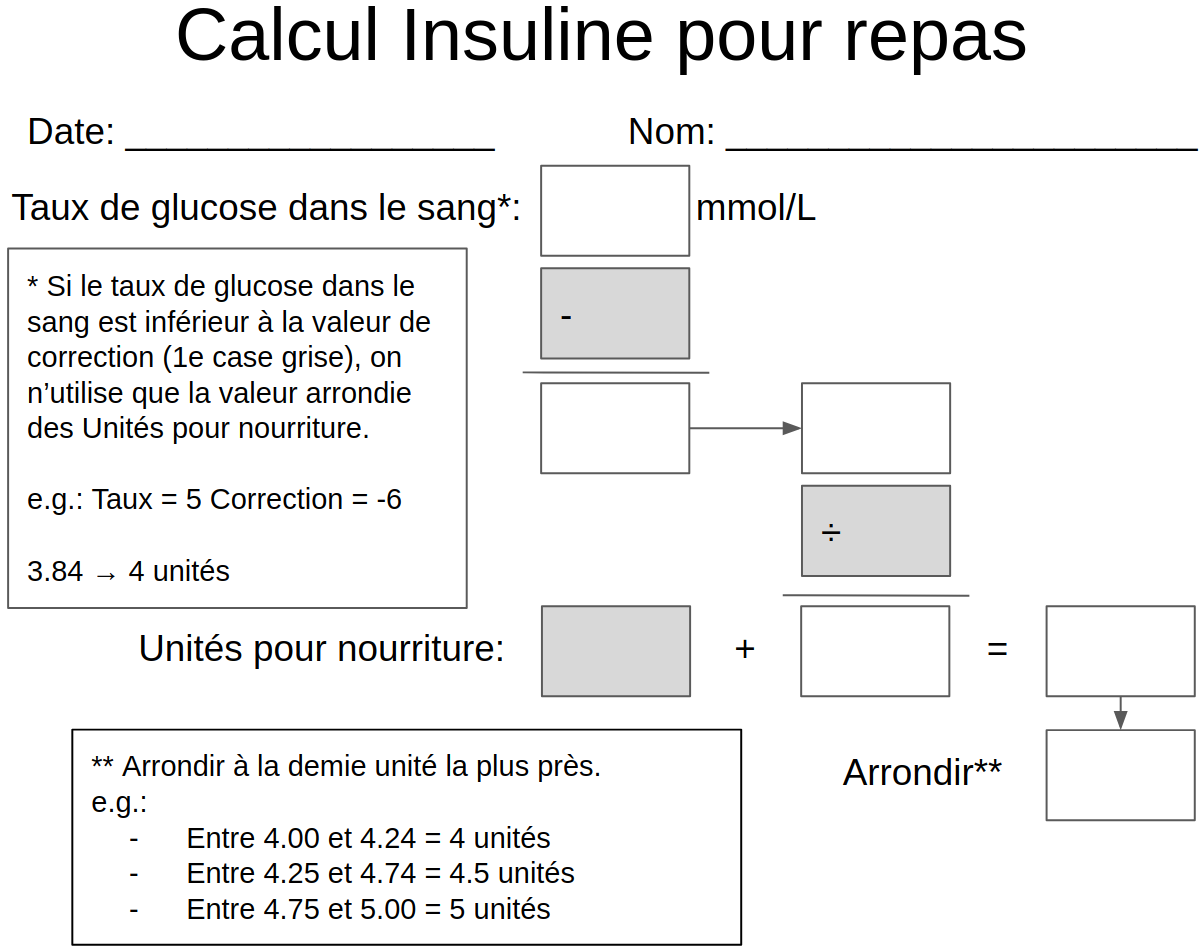 Calcul Insuline pour repas
Date: __________________ Nom: _______________________
Taux de glucose dans le sang*: mmol/L
* Si le taux de glucose dans le
sang est inférieur à la valeur de
correction (1e case grise), on
n’utilise que la valeur arrondie
des Unités pour nourriture.
e.g.: Taux = 5 Correction = -6
3.84 → 4 unités
-
÷
Unités pour nourriture: + =
Arrondir**
** Arrondir à la demie unité la plus près.
e.g.:
- Entre 4.00 et 4.24 = 4 unités
- Entre 4.25 et 4.74 = 4.5 unités
- Entre 4.75 et 5.00 = 5 unités